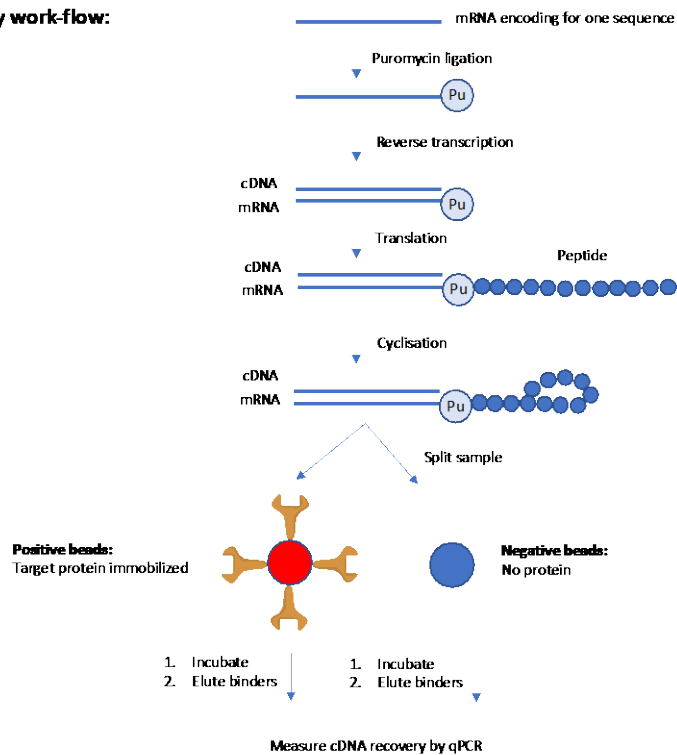 y work-flow:
mRNA encoding for one sequence
Puromycin ligation
Pu
Reverse transcription
cDNA
mRNA
Pu
Translation
Peptide
cDNA
mRNA
Pu
Cyclisation
cDNA
mRNA
Pu
Split sample
Positive beads:
Target protein immobilized
Negative beads:
No protein
1. Incubate
2. Elute binders
1. Incubate
2. Elute binders
Measure cDNA recovery by qPCR